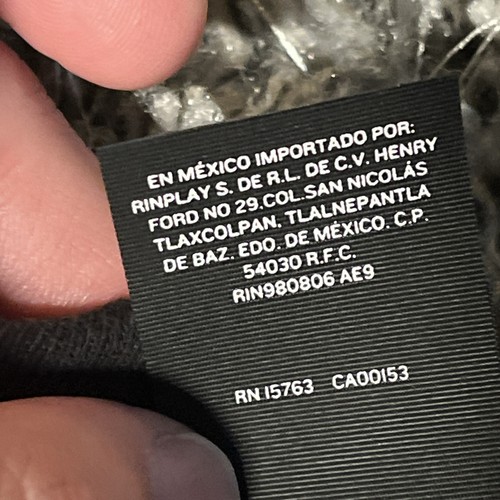 EN MÉXICO IMPORTADO POR:
RINPLAY S. DE R.L. DE C.V. HENRY
FORD NO 29.COL.SAN NICOLÁS
TLAXCOLPAN. TLALNEPANTLA
DE BAZ. EDO. DE MÉXICO. C.P.
54030 R.F.C.
RIN980806 AE9
RN 15763 CA00153